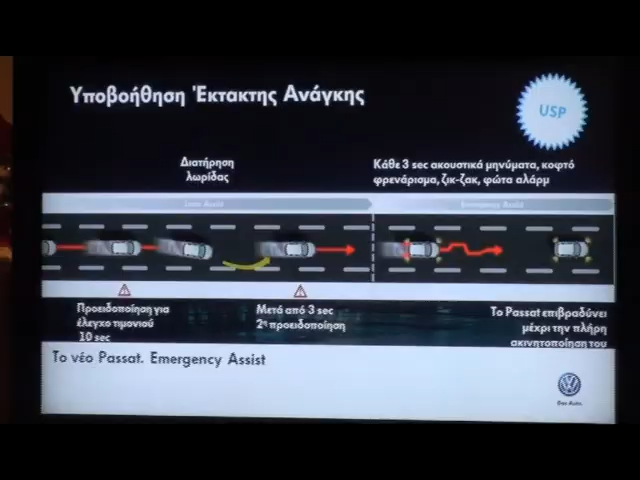 Υποβοήθηση Έκτακτης Ανάγκης
USP
Διατήρηση
λωρίδας
Κάθε 3 sec ακουστικά μηνύματα, κοφτό
φρενάρισμα, ζικ-ζακ, φώτα αλάρμ
Lane Assist
Emergency Assist
Προειδοποίηση για
έλεγχο τιμονιού
10 sec
Μετά από 3 sec
2η προειδοποίηση
Το Passat επιβραδύνει
μέχρι την πλήρη
ακινητοποίηση του
Το νέο Passat. Emergency Assist
Das Auto.